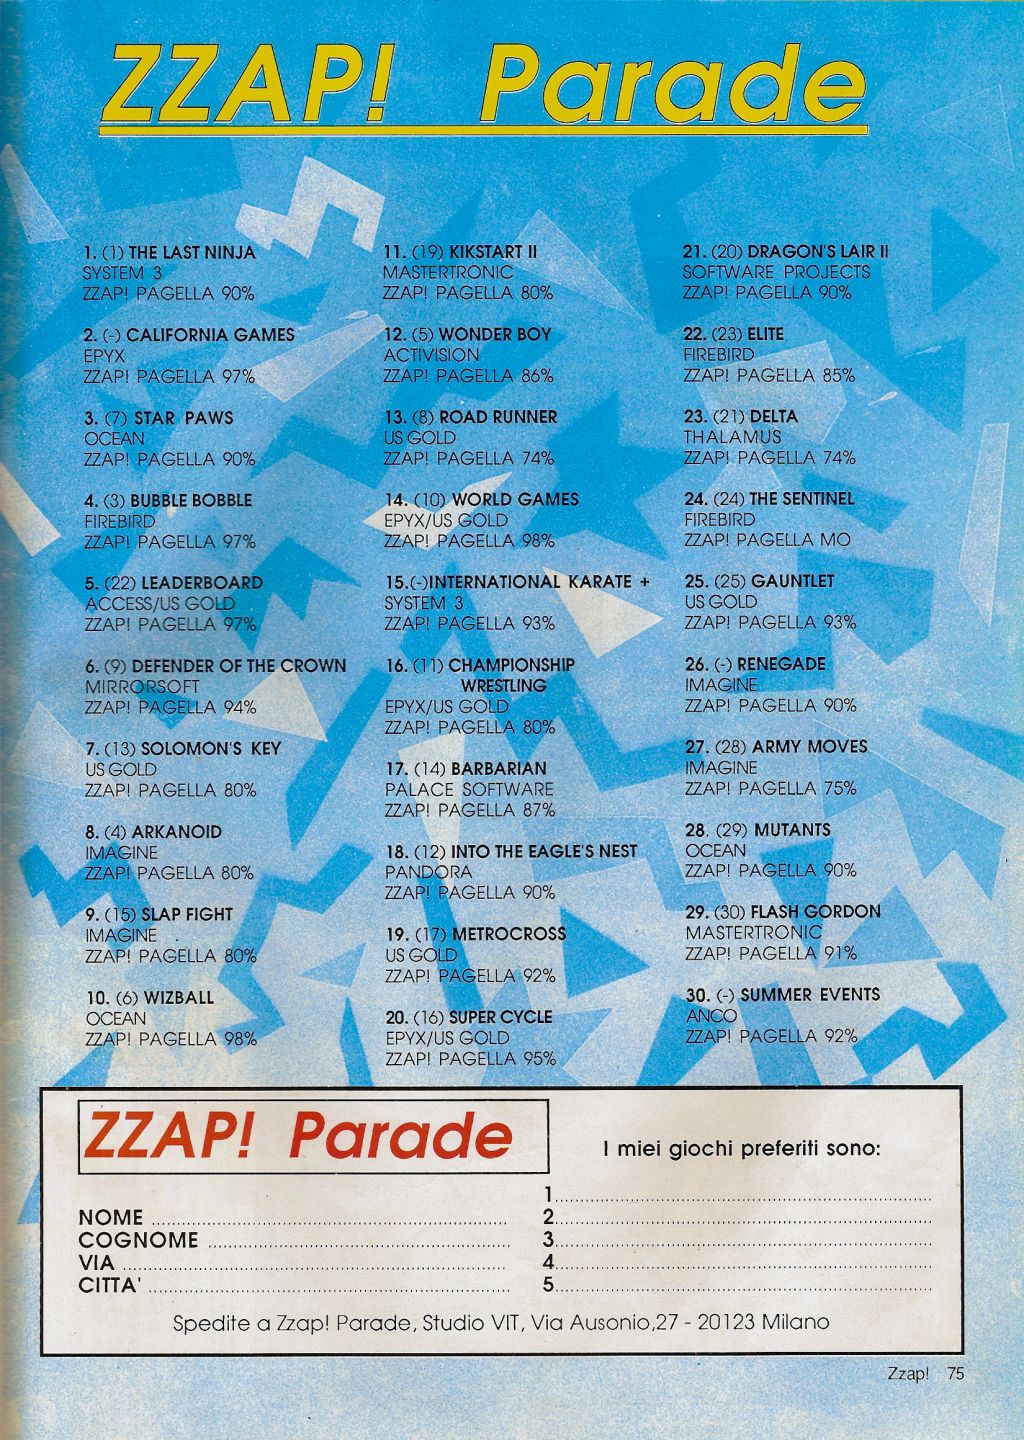 ZZAP! Parade
1. (1) THE LAST NINJA
SYSTEM 3
ZZAP! PAGELLA 90%
2. (-) CALIFORNIA GAMES
EPYX
ZZAP! PAGELLA 97%
3. (7) STAR PAWS
OCEAN
ZZAP! PAGELLA 90%
4. (3) BUBBLE BOBBLE
FIREBIRD
ZZAP! PAGELLA 97%
5. (22) LEADERBOARD
ACCESS/US GOLD
ZZAP! PAGELLA 97%
6. (9) DEFENDER OF THE CROWN
MIRRORSOFT
ZZAP! PAGELLA 94%
7. (13) SOLOMON'S KEY
US GOLD
ZZAP! PAGELLA 80%
8. (4) ARKANOID
IMAGINE
ZZAP! PAGELLA 80%
9. (15) SLAP FIGHT
IMAGINE
ZZAP! PAGELLA 80%
10. (6) WIZBALL
OCEAN
ZZAP! PAGELLA 98%
11. (19) KIKSTART II
MASTERTRONIC
ZZAP! PAGELLA 80%
12. (5) WONDER BOY
ACTIVISION
ZZAP! PAGELLA 86%
13. (8) ROAD RUNNER
US GOLD
ZZAP! PAGELLA 74%
14. (10) WORLD GAMES
EPYX/US GOLD
ZZAP! PAGELLA 98%
15.(-)INTERNATIONAL KARATE +
SYSTEM 3
ZZAP! PAGELLA 93%
16. (11) CHAMPIONSHIP
WRESTLING
EPYX/US GOLD
ZZAP! PAGELLA 80%
17. (14) BARBARIAN
PALACE SOFTWARE
ZZAP! PAGELLA 87%
18. (12) INTO THE EAGLE'S NEST
PANDORA
ZZAP! PAGELLA 90%
19. (17) METROCROSS
US GOLD
ZZAP! PAGELLA 92%
20. (16) SUPER CYCLE
EPYX/US GOLD
ZZAP! PAGELLA 95%
21. (20) DRAGON'S LAIR II
SOFTWARE PROJECTS
ZZAP! PAGELLA 90%
22. (23) ELITE
FIREBIRD
ZZAP! PAGELLA 85%
23. (21) DELTA
THALAMUS
ZZAP! PAGELLA 74%
24. (24) THE SENTINEL
FIREBIRD
ZZAP! PAGELLA MO
25. (25) GAUNTLET
US GOLD
ZZAP! PAGELLA 93%
26. (-) RENEGADE
IMAGINE
ZZAP! PAGELLA 90%
27. (28) ARMY MOVES
IMAGINE
ZZAP! PAGELLA 75%
28. (29) MUTANTS
OCEAN
ZZAP! PAGELLA 90%
29. (30) FLASH GORDON
MASTERTRONIC
ZZAP! PAGELLA 91%
30. (-) SUMMER EVENTS
ANCO
ZZAP! PAGELLA 92%
ZZAP! Parade
NOME
COGNOME
VIA
CITTA'
I miei giochi preferiti sono:
1
2
3
4
5
Spedite a Zzap! Parade, Studio VIT, Via Ausonio,27 - 20123 Milano
Zzap! 75